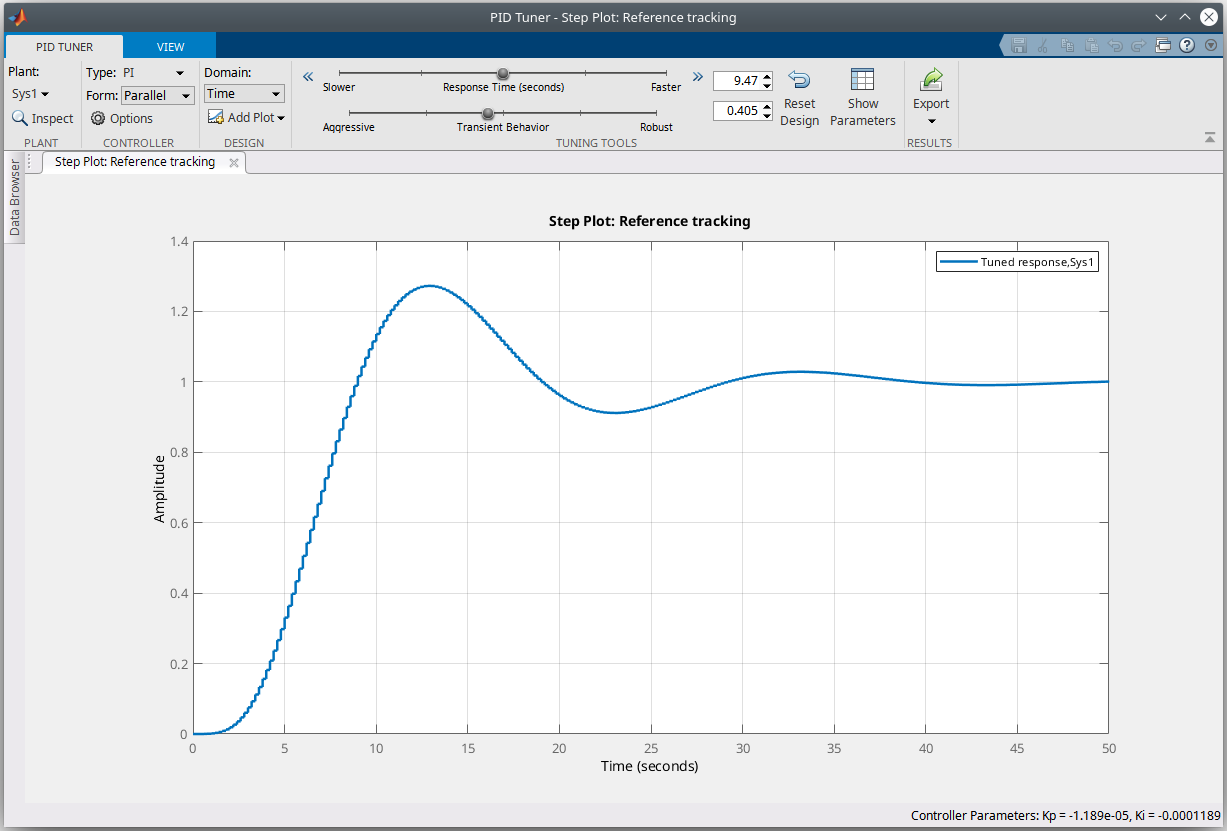 PID Tuner - Step Plot: Reference tracking
PID TUNER VIEW
Plant: Type: PI Domain:
Sys1 Form: Parallel Time
Inspect Options Add Plot
Slower Response Time (seconds) Faster 9.47
Aggressive Transient Behavior Robust 0.405
Reset Design Show Parameters Export
PLANT CONTROLLER DESIGN TUNING TOOLS RESULTS
Data Browser
Step Plot: Reference tracking
Step Plot: Reference tracking
Tuned response,Sys1
Amplitude
1.4
1.2
1
0.8
0.6
0.4
0.2
0
0 5 10 15 20 25 30 35 40 45 50
Time (seconds)
Controller Parameters: Kp = -1.189e-05, Ki = -0.0001189